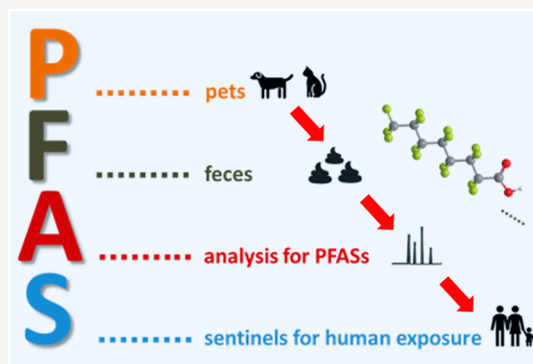 P pets
F feces
A analysis for PFASs
S sentinels for human exposure